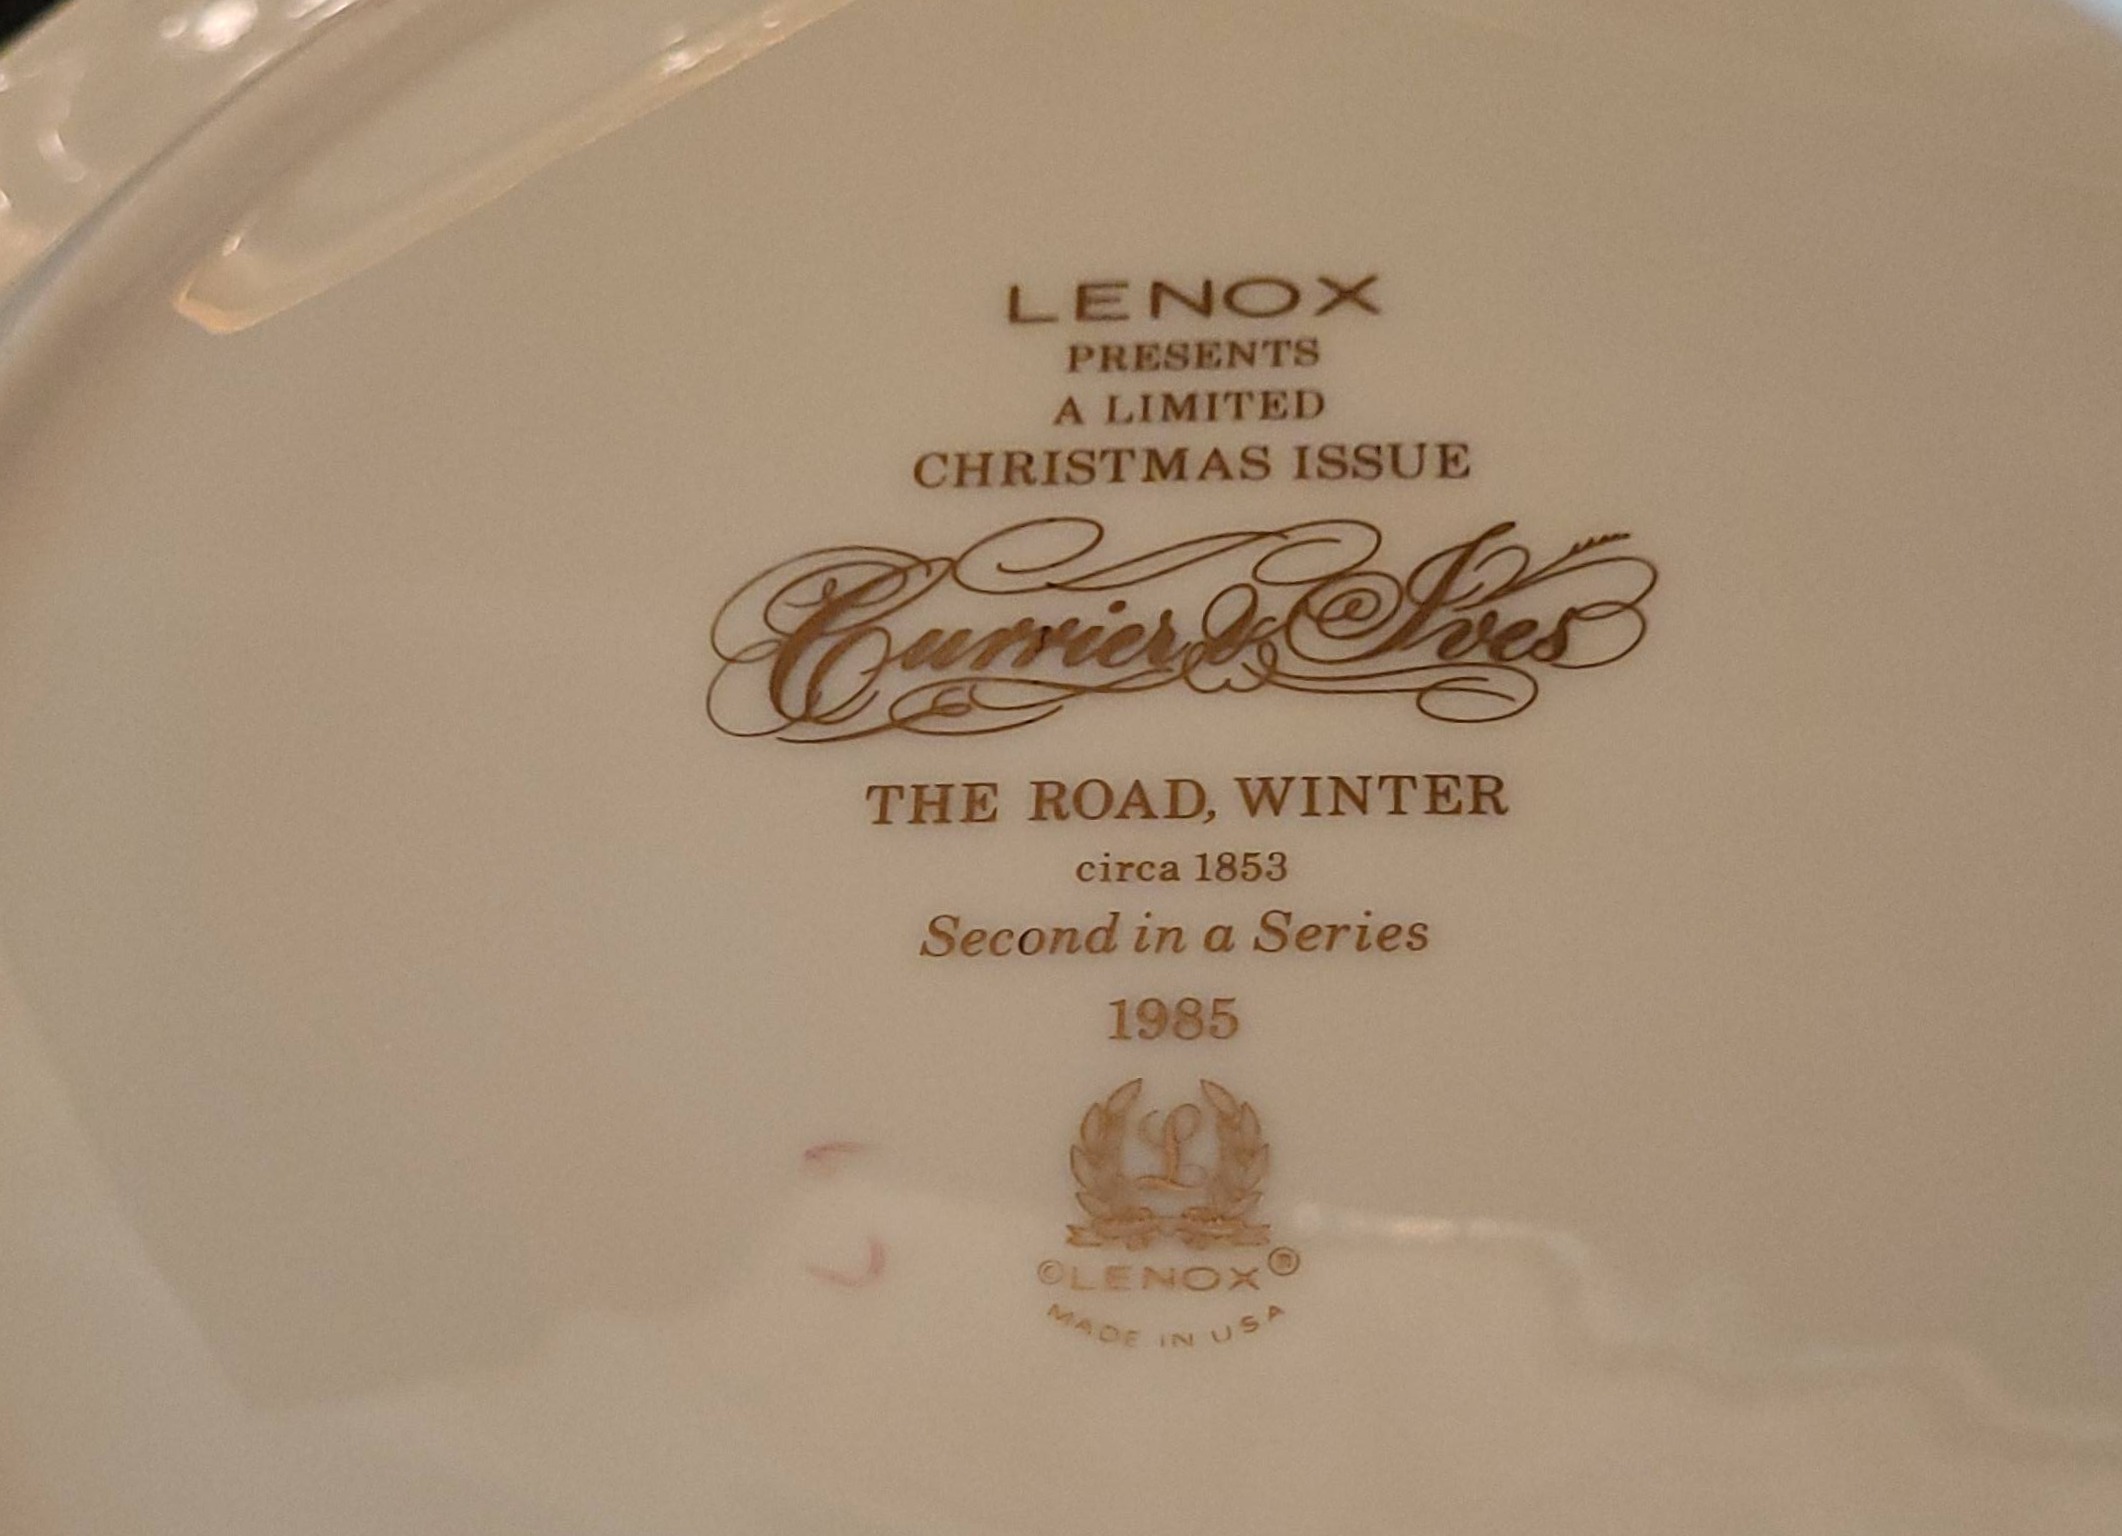 LENOX
PRESENTS
A LIMITED
CHRISTMAS ISSUE
Currier & Ives
THE ROAD, WINTER
circa 1853
Second in a Series
1985
L
©LENOX®
MADE IN USA